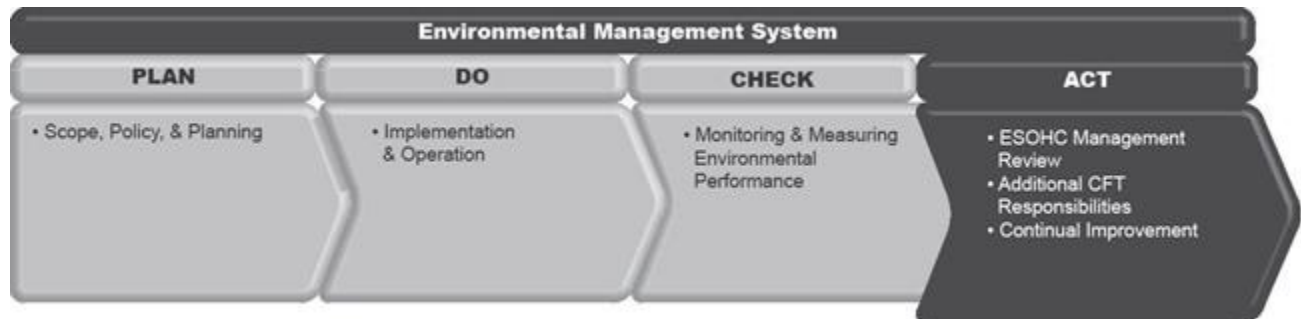 Environmental Management System
PLAN
DO
CHECK
ACT
• Scope, Policy, & Planning
• Implementation
& Operation
• Monitoring & Measuring
Environmental
Performance
• ESOHC Management
Review
• Additional CFT
Responsibilities
• Continual Improvement